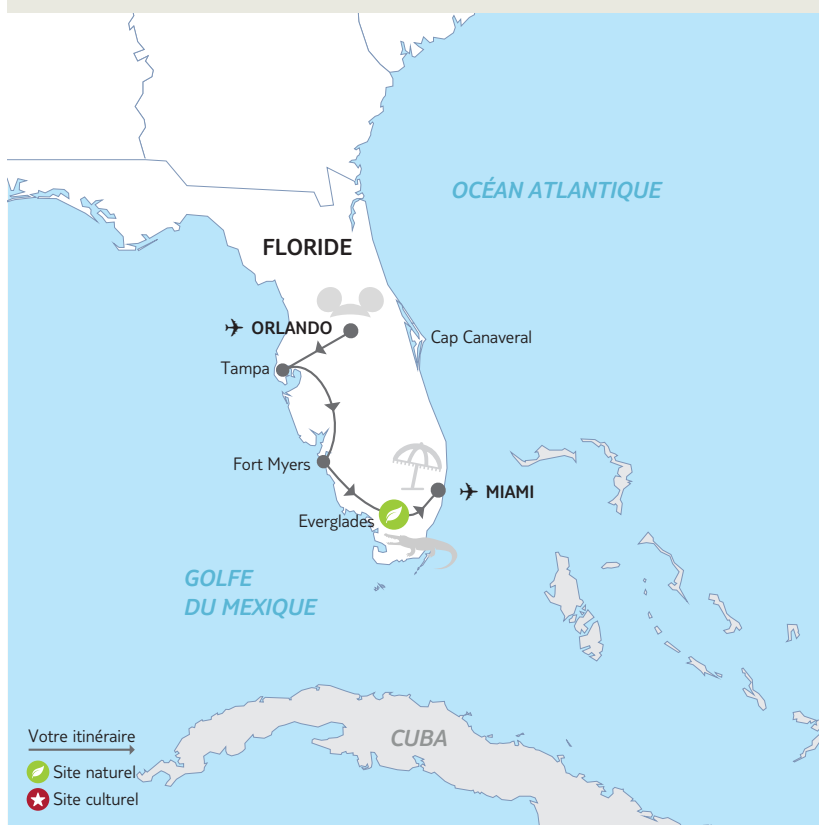 OCÉAN ATLANTIQUE
FLORIDE
ORLANDO
Cap Canaveral
Tampa
Fort Myers
MIAMI
Everglades
GOLFE
DU MEXIQUE
CUBA
Votre itinéraire
Site naturel
Site culturel